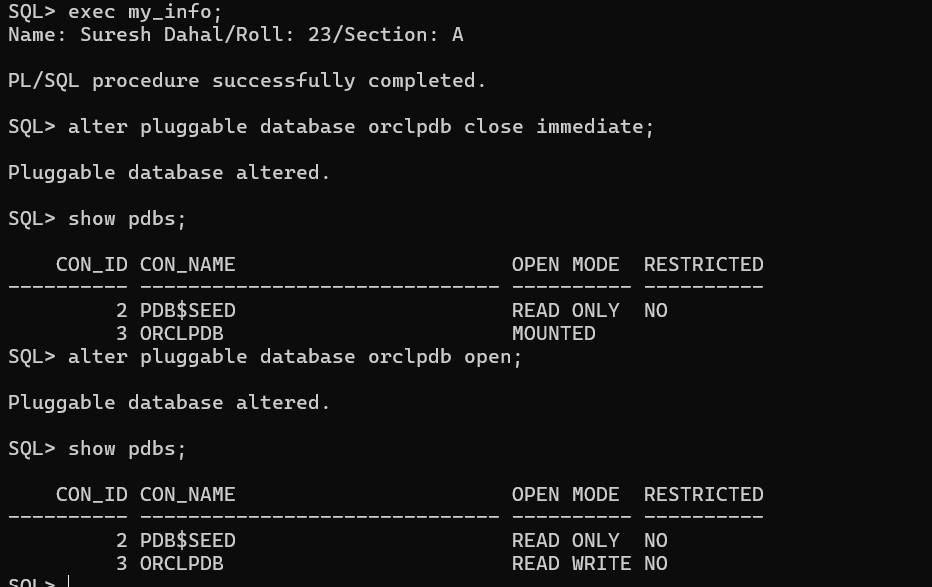 SQL> exec my_info;
Name: Suresh Dahal/Roll: 23/Section: A
PL/SQL procedure successfully completed.
SQL> alter pluggable database orclpdb close immediate;
Pluggable database altered.
SQL> show pdbs;
    CON_ID CON_NAME                       OPEN MODE  RESTRICTED
---------- ------------------------------ ---------- ----------
         2 PDB$SEED                       READ ONLY  NO
         3 ORCLPDB                        MOUNTED
SQL> alter pluggable database orclpdb open;
Pluggable database altered.
SQL> show pdbs;
    CON_ID CON_NAME                       OPEN MODE  RESTRICTED
---------- ------------------------------ ---------- ----------
         2 PDB$SEED                       READ ONLY  NO
         3 ORCLPDB                        READ WRITE NO
SQL>